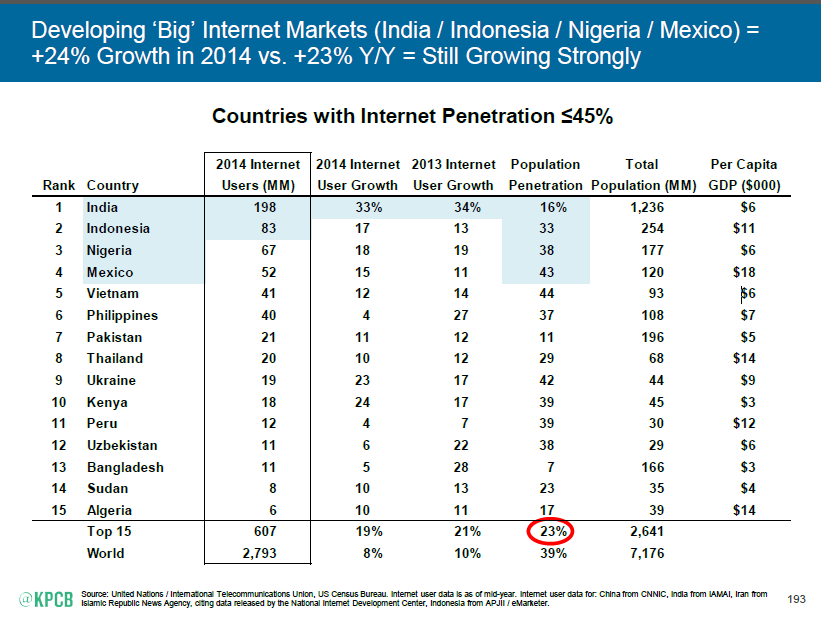 Developing ‘Big’ Internet Markets (India / Indonesia / Nigeria / Mexico) =
+24% Growth in 2014 vs. +23% Y/Y = Still Growing Strongly
Countries with Internet Penetration ≤45%
2014 Internet 2014 Internet 2013 Internet Population Total Per Capita
Rank Country Users (MM) User Growth User Growth Penetration Population (MM) GDP ($000)
1 India 198 33% 34% 16% 1,236 $6
2 Indonesia 83 17 13 33 254 $11
3 Nigeria 67 18 19 38 177 $6
4 Mexico 52 15 11 43 120 $18
5 Vietnam 41 12 14 44 93 $6
6 Philippines 40 4 27 37 108 $7
7 Pakistan 21 11 12 11 196 $5
8 Thailand 20 10 12 29 68 $14
9 Ukraine 19 23 17 42 44 $9
10 Kenya 18 24 17 39 45 $3
11 Peru 12 4 7 39 30 $12
12 Uzbekistan 11 6 22 38 29 $6
13 Bangladesh 11 5 28 7 166 $3
14 Sudan 8 10 13 23 35 $4
15 Algeria 6 10 11 17 39 $14
Top 15 607 19% 21% 23% 2,641
World 2,793 8% 10% 39% 7,176
@KPCB
Source: United Nations / International Telecommunications Union, US Census Bureau. Internet user data is as of mid-year. Internet user data for: China from CNNIC, India from IAMAI, Iran from
Islamic Republic News Agency, citing data released by the National Internet Development Center, Indonesia from APJII / eMarketer.
193